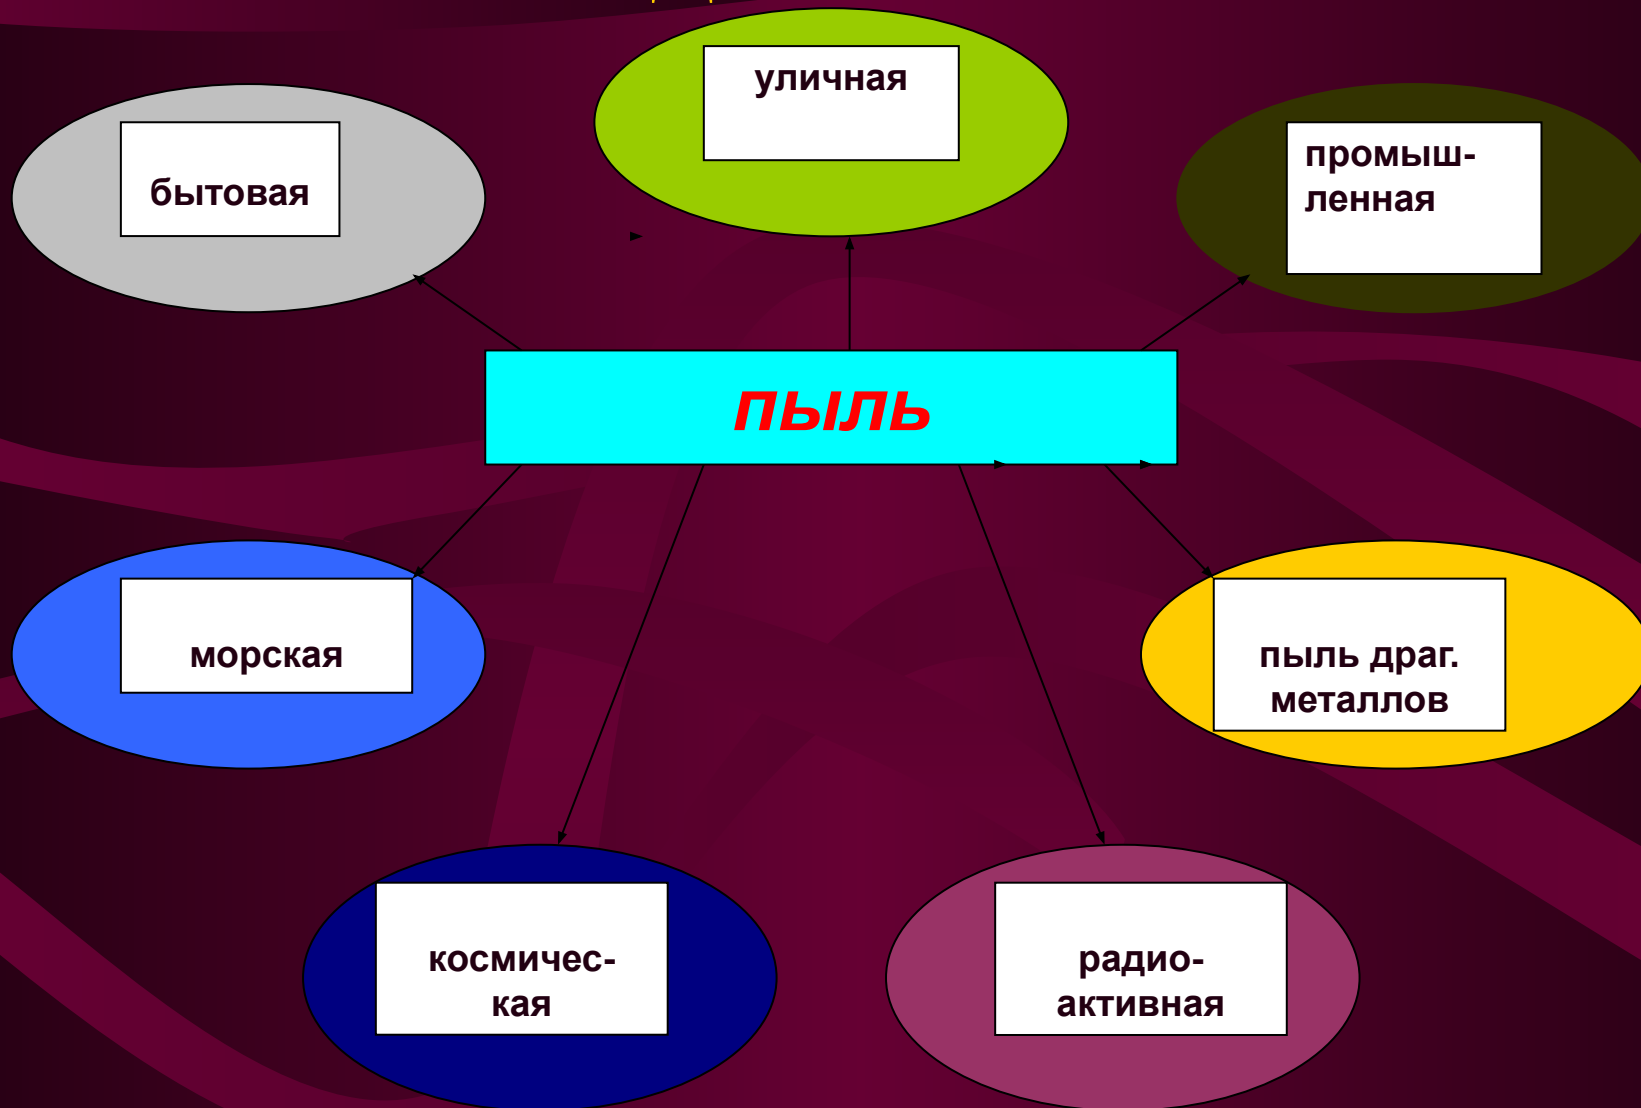 уличная
бытовая
промыш-
ленная
ПЫЛЬ
морская
пыль драг.
металлов
космичес-
кая
радио-
активная